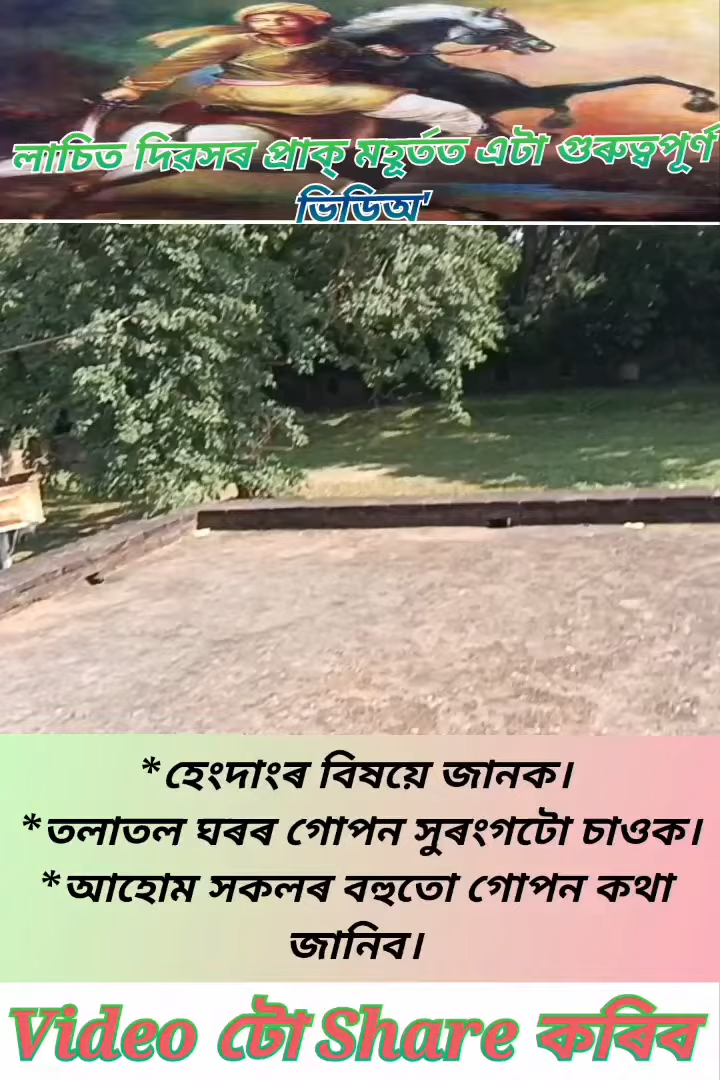 লাচিত দিৱসৰ প্ৰাক্ মহূৰ্তত এটা গুৰুত্বপূৰ্ণ
ভিডিঅ'
*হেংদাংৰ বিষয়ে জানক।
*তলাতল ঘৰৰ গোপন সুৰংগটো চাওক।
*আহোম সকলৰ বহুতো গোপন কথা
জানিব।
Video টো Share কৰিব